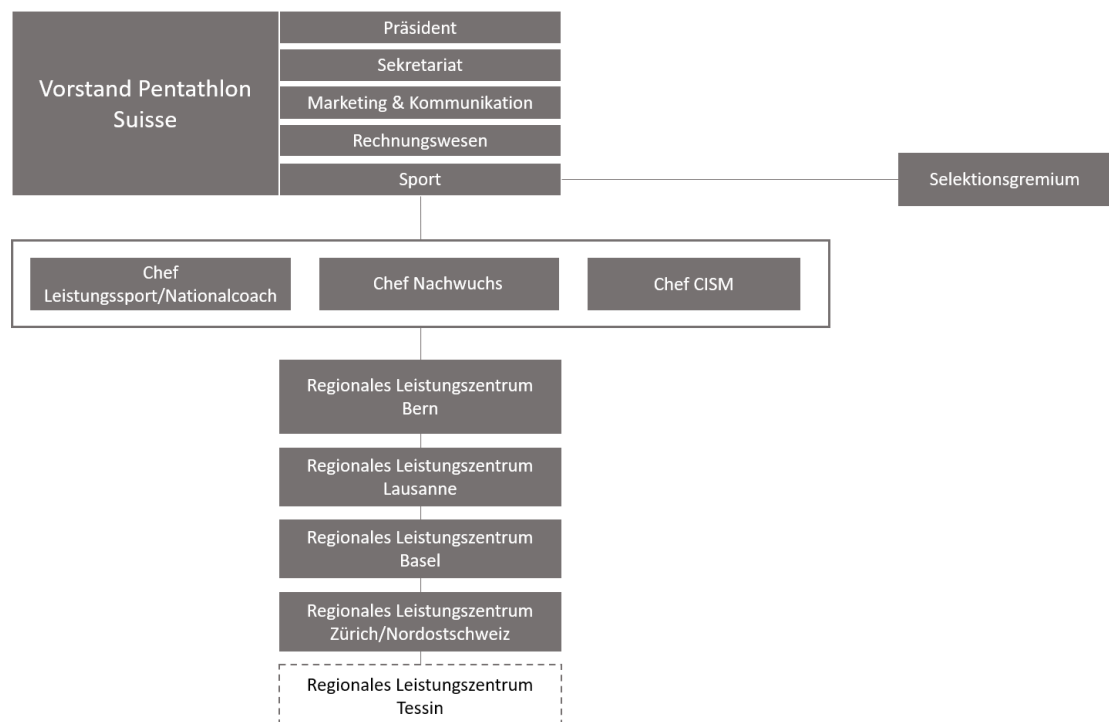 Vorstand Pentathlon
Suisse
Präsident
Sekretariat
Marketing & Kommunikation
Rechnungswesen
Sport
Selektionsgremium
Chef
Leistungssport/Nationalcoach
Chef Nachwuchs
Chef CISM
Regionales Leistungszentrum
Bern
Regionales Leistungszentrum
Lausanne
Regionales Leistungszentrum
Basel
Regionales Leistungszentrum
Zürich/Nordostschweiz
Regionales Leistungszentrum
Tessin